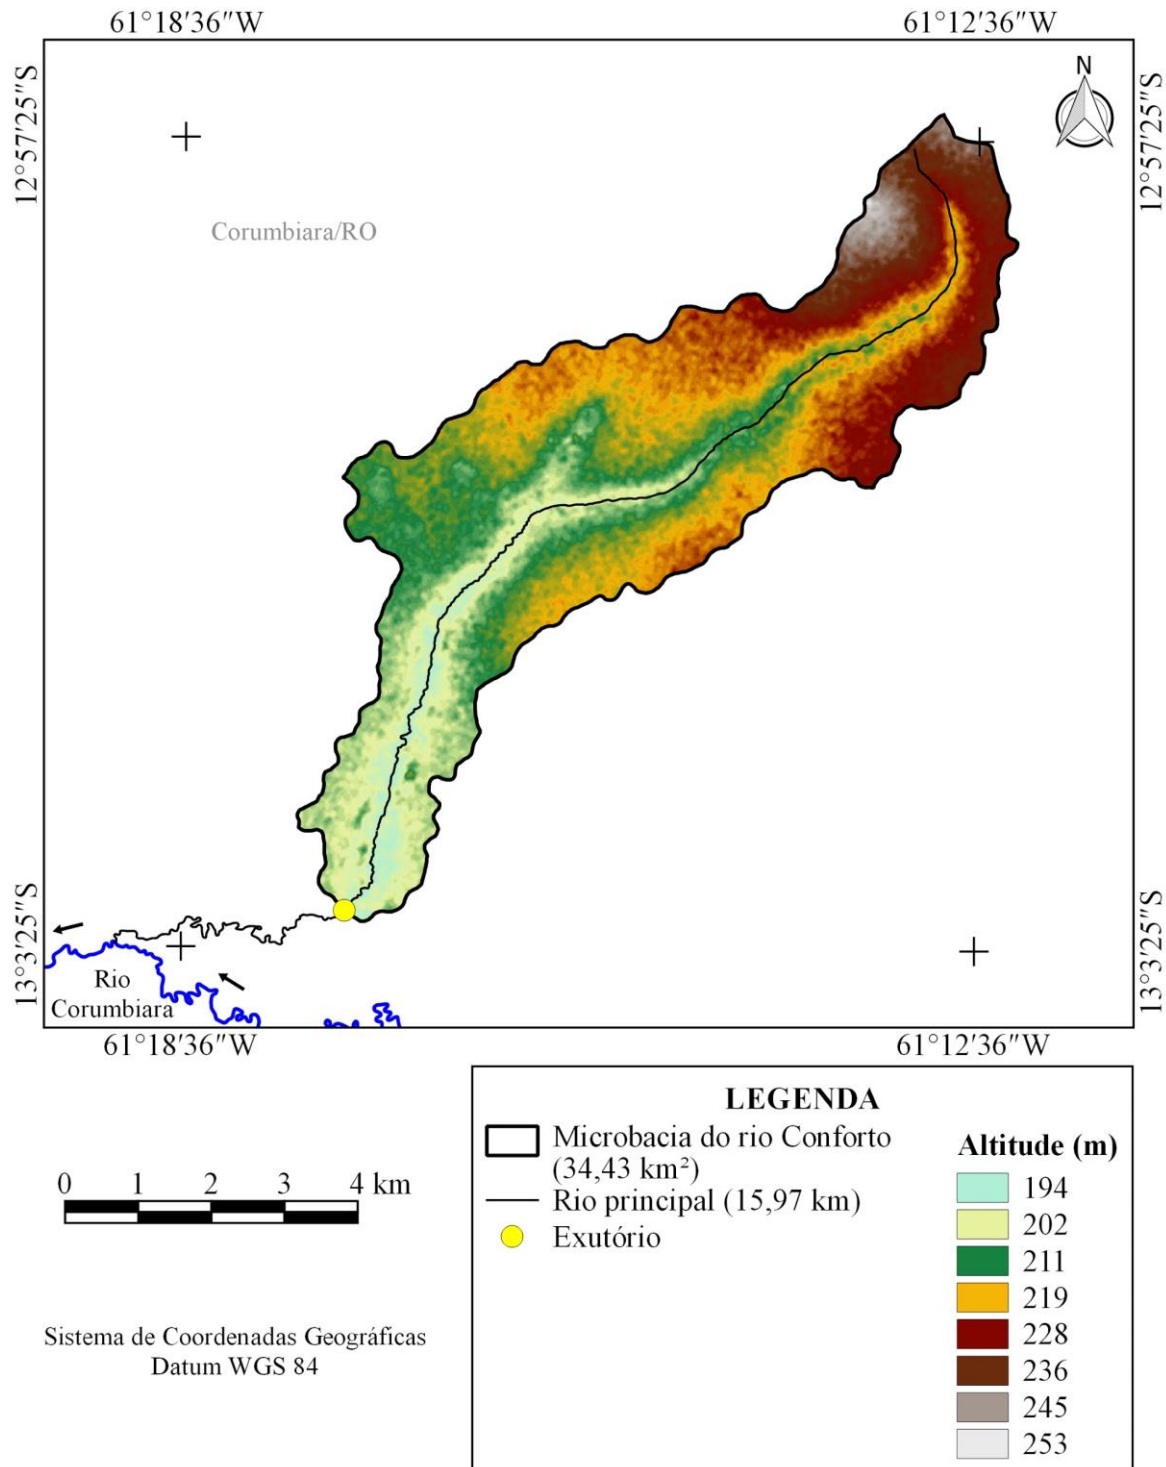 61°18'36"W
61°12'36"W
N
12°57'25"S
12°57'25"S
Corumbiara/RO
13°3'25"S
13°3'25"S
Rio
Corumbiara
61°18'36"W
61°12'36"W
LEGENDA
Microbacia do rio Conforto
(34,43 km²)
Rio principal (15,97 km)
Exutório
Altitude (m)
194
202
211
219
228
236
245
253
0 1 2 3 4 km
Sistema de Coordenadas Geográficas
Datum WGS 84